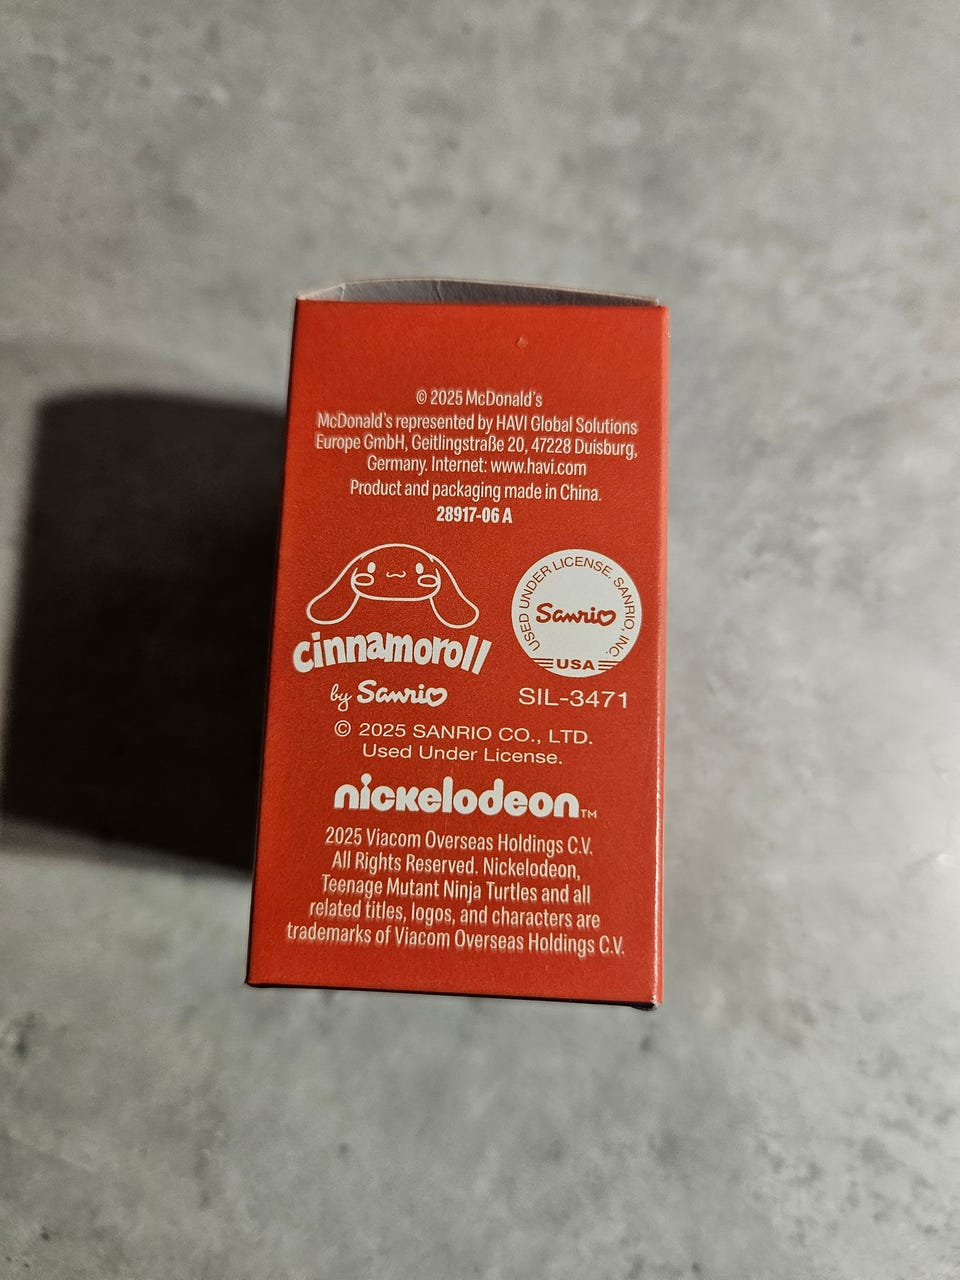 © 2025 McDonald's
McDonald's represented by HAVI Global Solutions
Europe GmbH, Geitlingstraße 20, 47228 Duisburg,
Germany. Internet: www.havi.com
Product and packaging made in China.
28917-06 A
cinnamoroll
by Sanrio
USED UNDER LICENSE. SANRIO, INC.
Sanrio
USA
SIL-3471
© 2025 SANRIO CO., LTD.
Used Under License.
nickelodeon™
2025 Viacom Overseas Holdings C.V.
All Rights Reserved. Nickelodeon,
Teenage Mutant Ninja Turtles and all
related titles, logos, and characters are
trademarks of Viacom Overseas Holdings C.V.